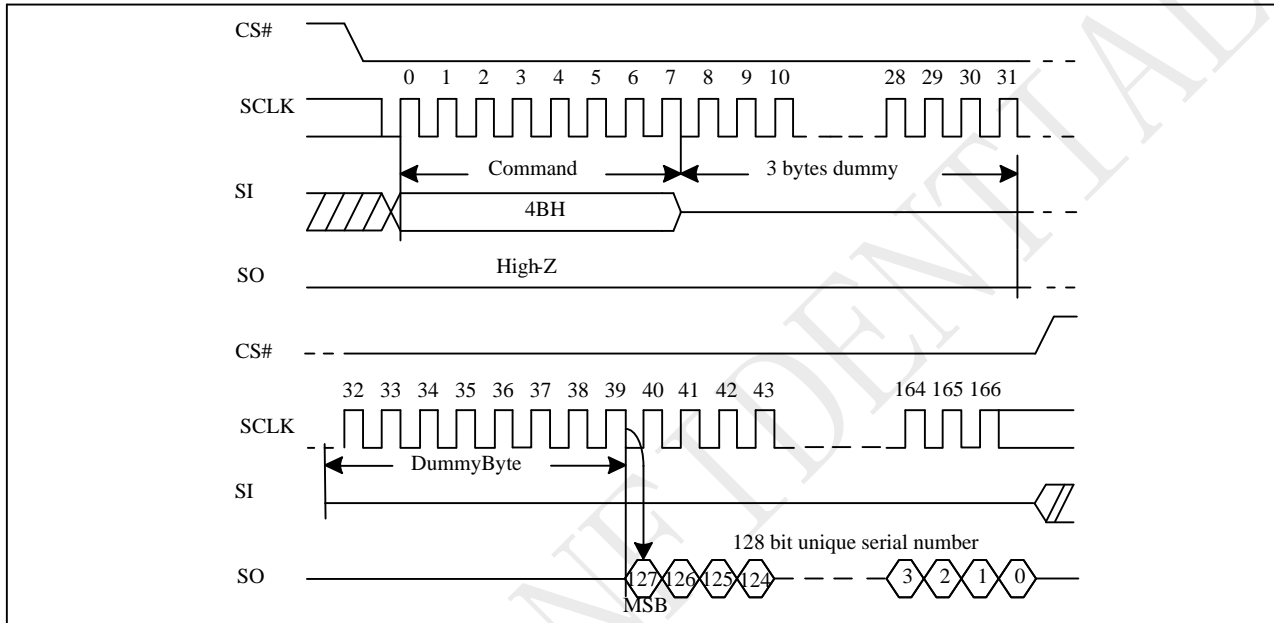 CS#
0 1 2 3 4 5 6 7 8 9 10 28 29 30 31
SCLK
Command 3 bytes dummy
SI
4BH
High-Z
SO
CS#
32 33 34 35 36 37 38 39 40 41 42 43 164 165 166
SCLK
DummyByte
SI
128 bit unique serial number
SO 127 126 125 124 3 2 1 0
MSB